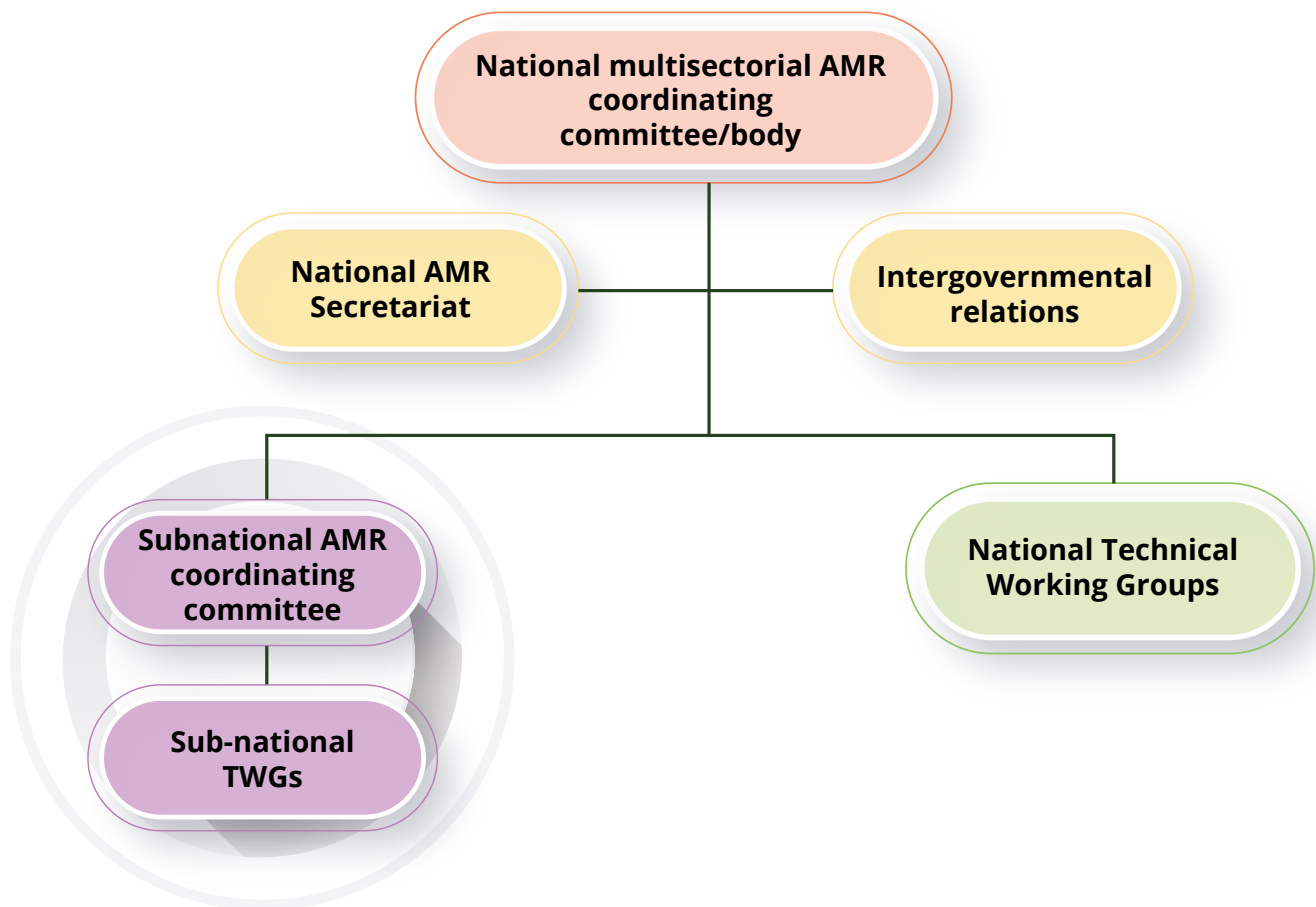 National multisectorial AMR
coordinating
committee/body
National AMR
Secretariat
Intergovernmental
relations
Subnational AMR
coordinating
committee
National Technical
Working Groups
Sub-national
TWGs